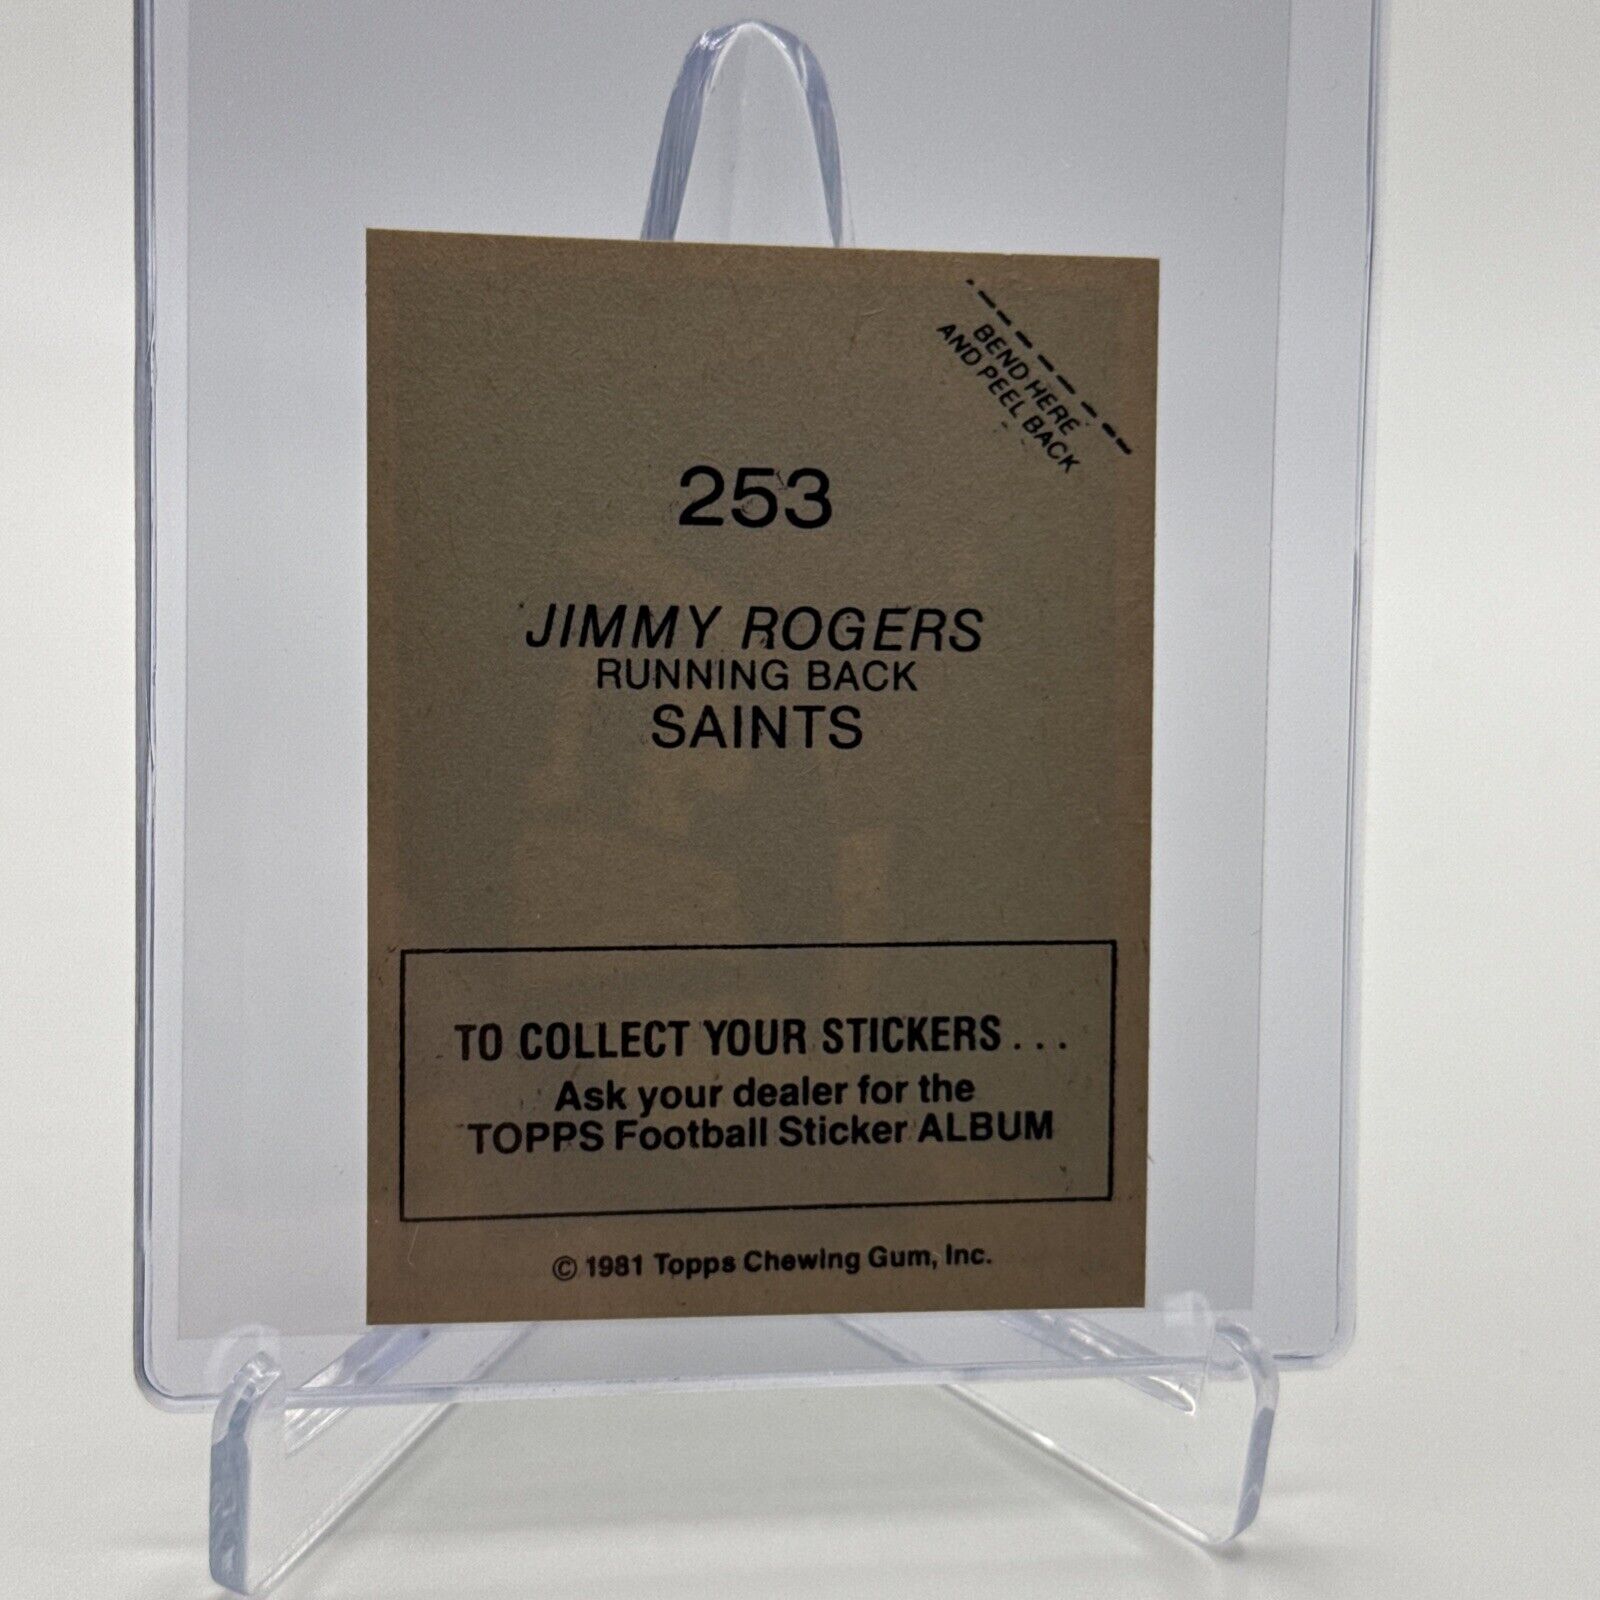 BEND HERE
AND PEEL BACK
253
JIMMY ROGERS
RUNNING BACK
SAINTS
TO COLLECT YOUR STICKERS...
Ask your dealer for the
TOPPS Football Sticker ALBUM
© 1981 Topps Chewing Gum, Inc.